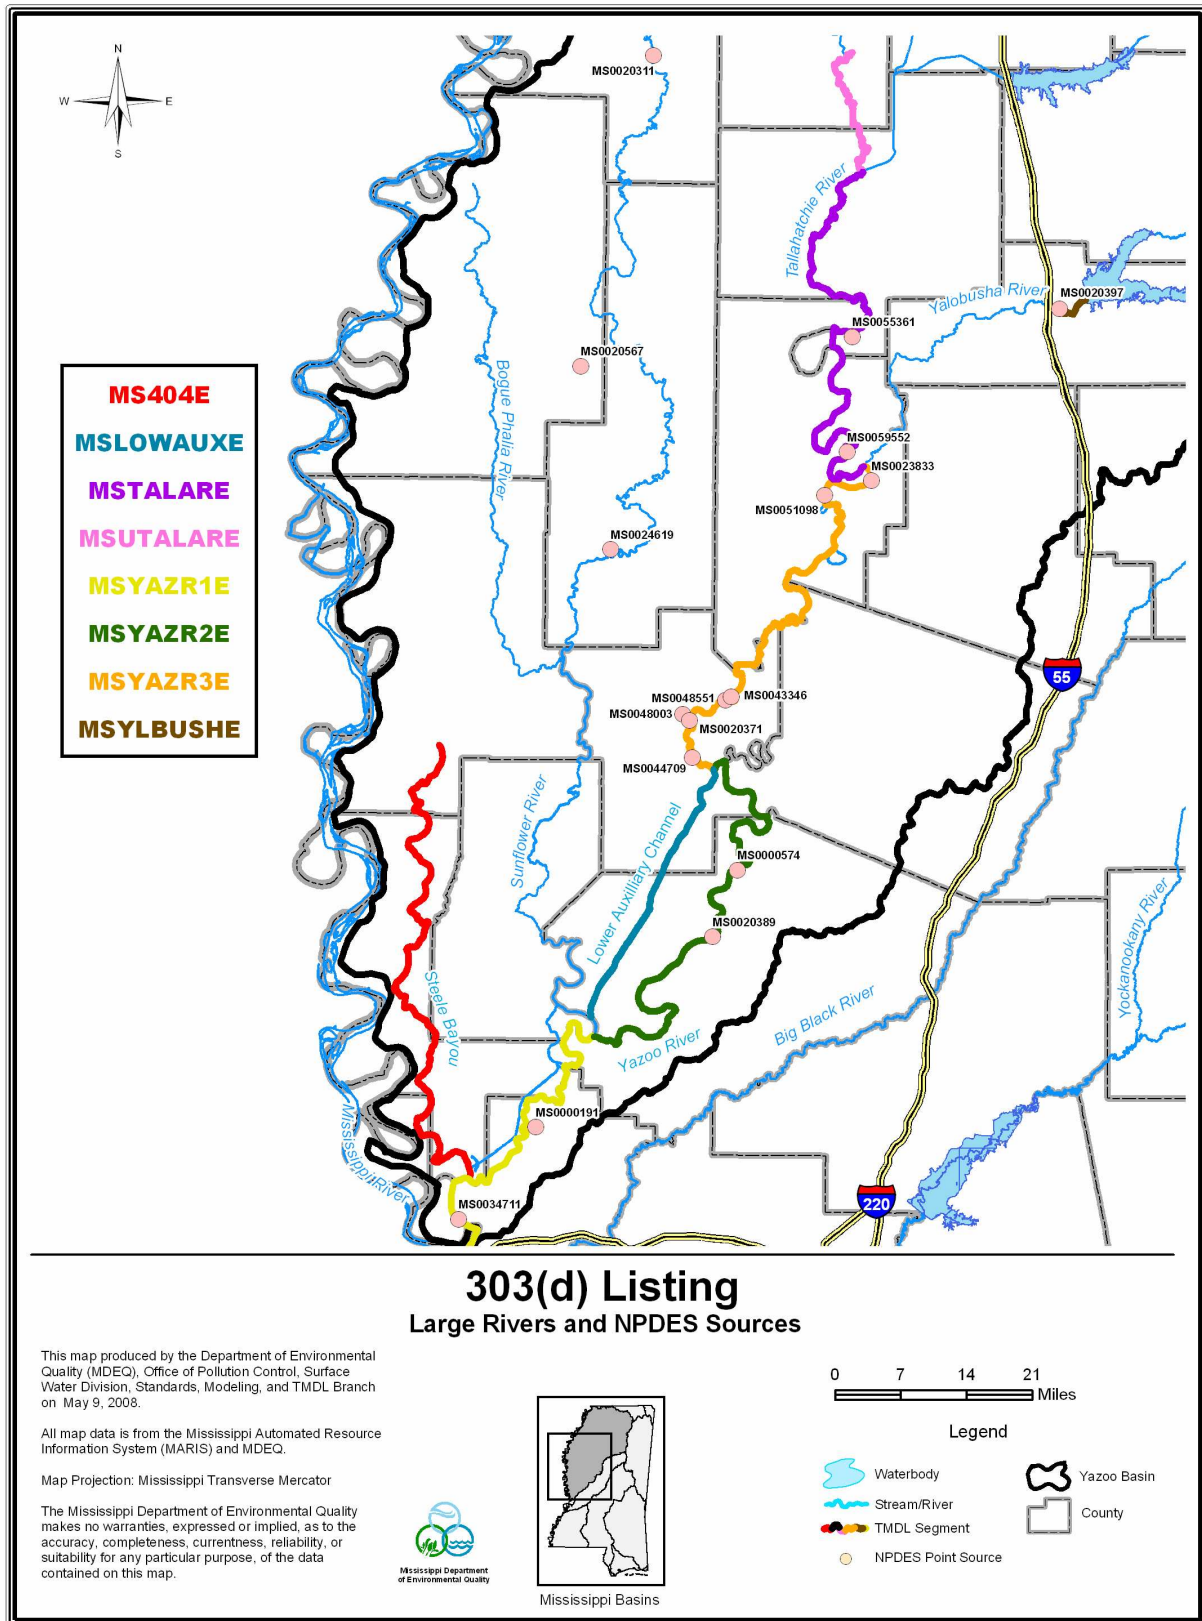 N
W
E
S
MS0020311
Tallahatchie River
Yalobusha River
MS0020397
MS0055361
MS0020567
Bogue Phalia River
MS404E
MSLOWAUXE
MSTALARE
MSUTALARE
MSYAZR1E
MSYAZR2E
MSYAZR3E
MSYLBUSHE
MS0059552
MS0023833
MS0051098
MS0024619
55
MS0048551
MS0043346
MS0048003
MS0020371
MS0044709
Sunflower River
Lower Auxilliary Channel
MS0000574
MS0020389
Yockanookany River
Steele Bayou
Big Black River
Yazoo River
MS0000191
Mississippi River
MS0034711
220
303(d) Listing
Large Rivers and NPDES Sources
This map produced by the Department of Environmental
Quality (MDEQ), Office of Pollution Control, Surface
Water Division, Standards, Modeling, and TMDL Branch
on May 9, 2008.
All map data is from the Mississippi Automated Resource
Information System (MARIS) and MDEQ.
Map Projection: Mississippi Transverse Mercator
The Mississippi Department of Environmental Quality
makes no warranties, expressed or implied, as to the
accuracy, completeness, currentness, reliability, or
suitability for any particular purpose, of the data
contained on this map.
Mississippi Department
of Environmental Quality
Mississippi Basins
0 7 14 21
Miles
Legend
Waterbody
Stream/River
TMDL Segment
NPDES Point Source
Yazoo Basin
County